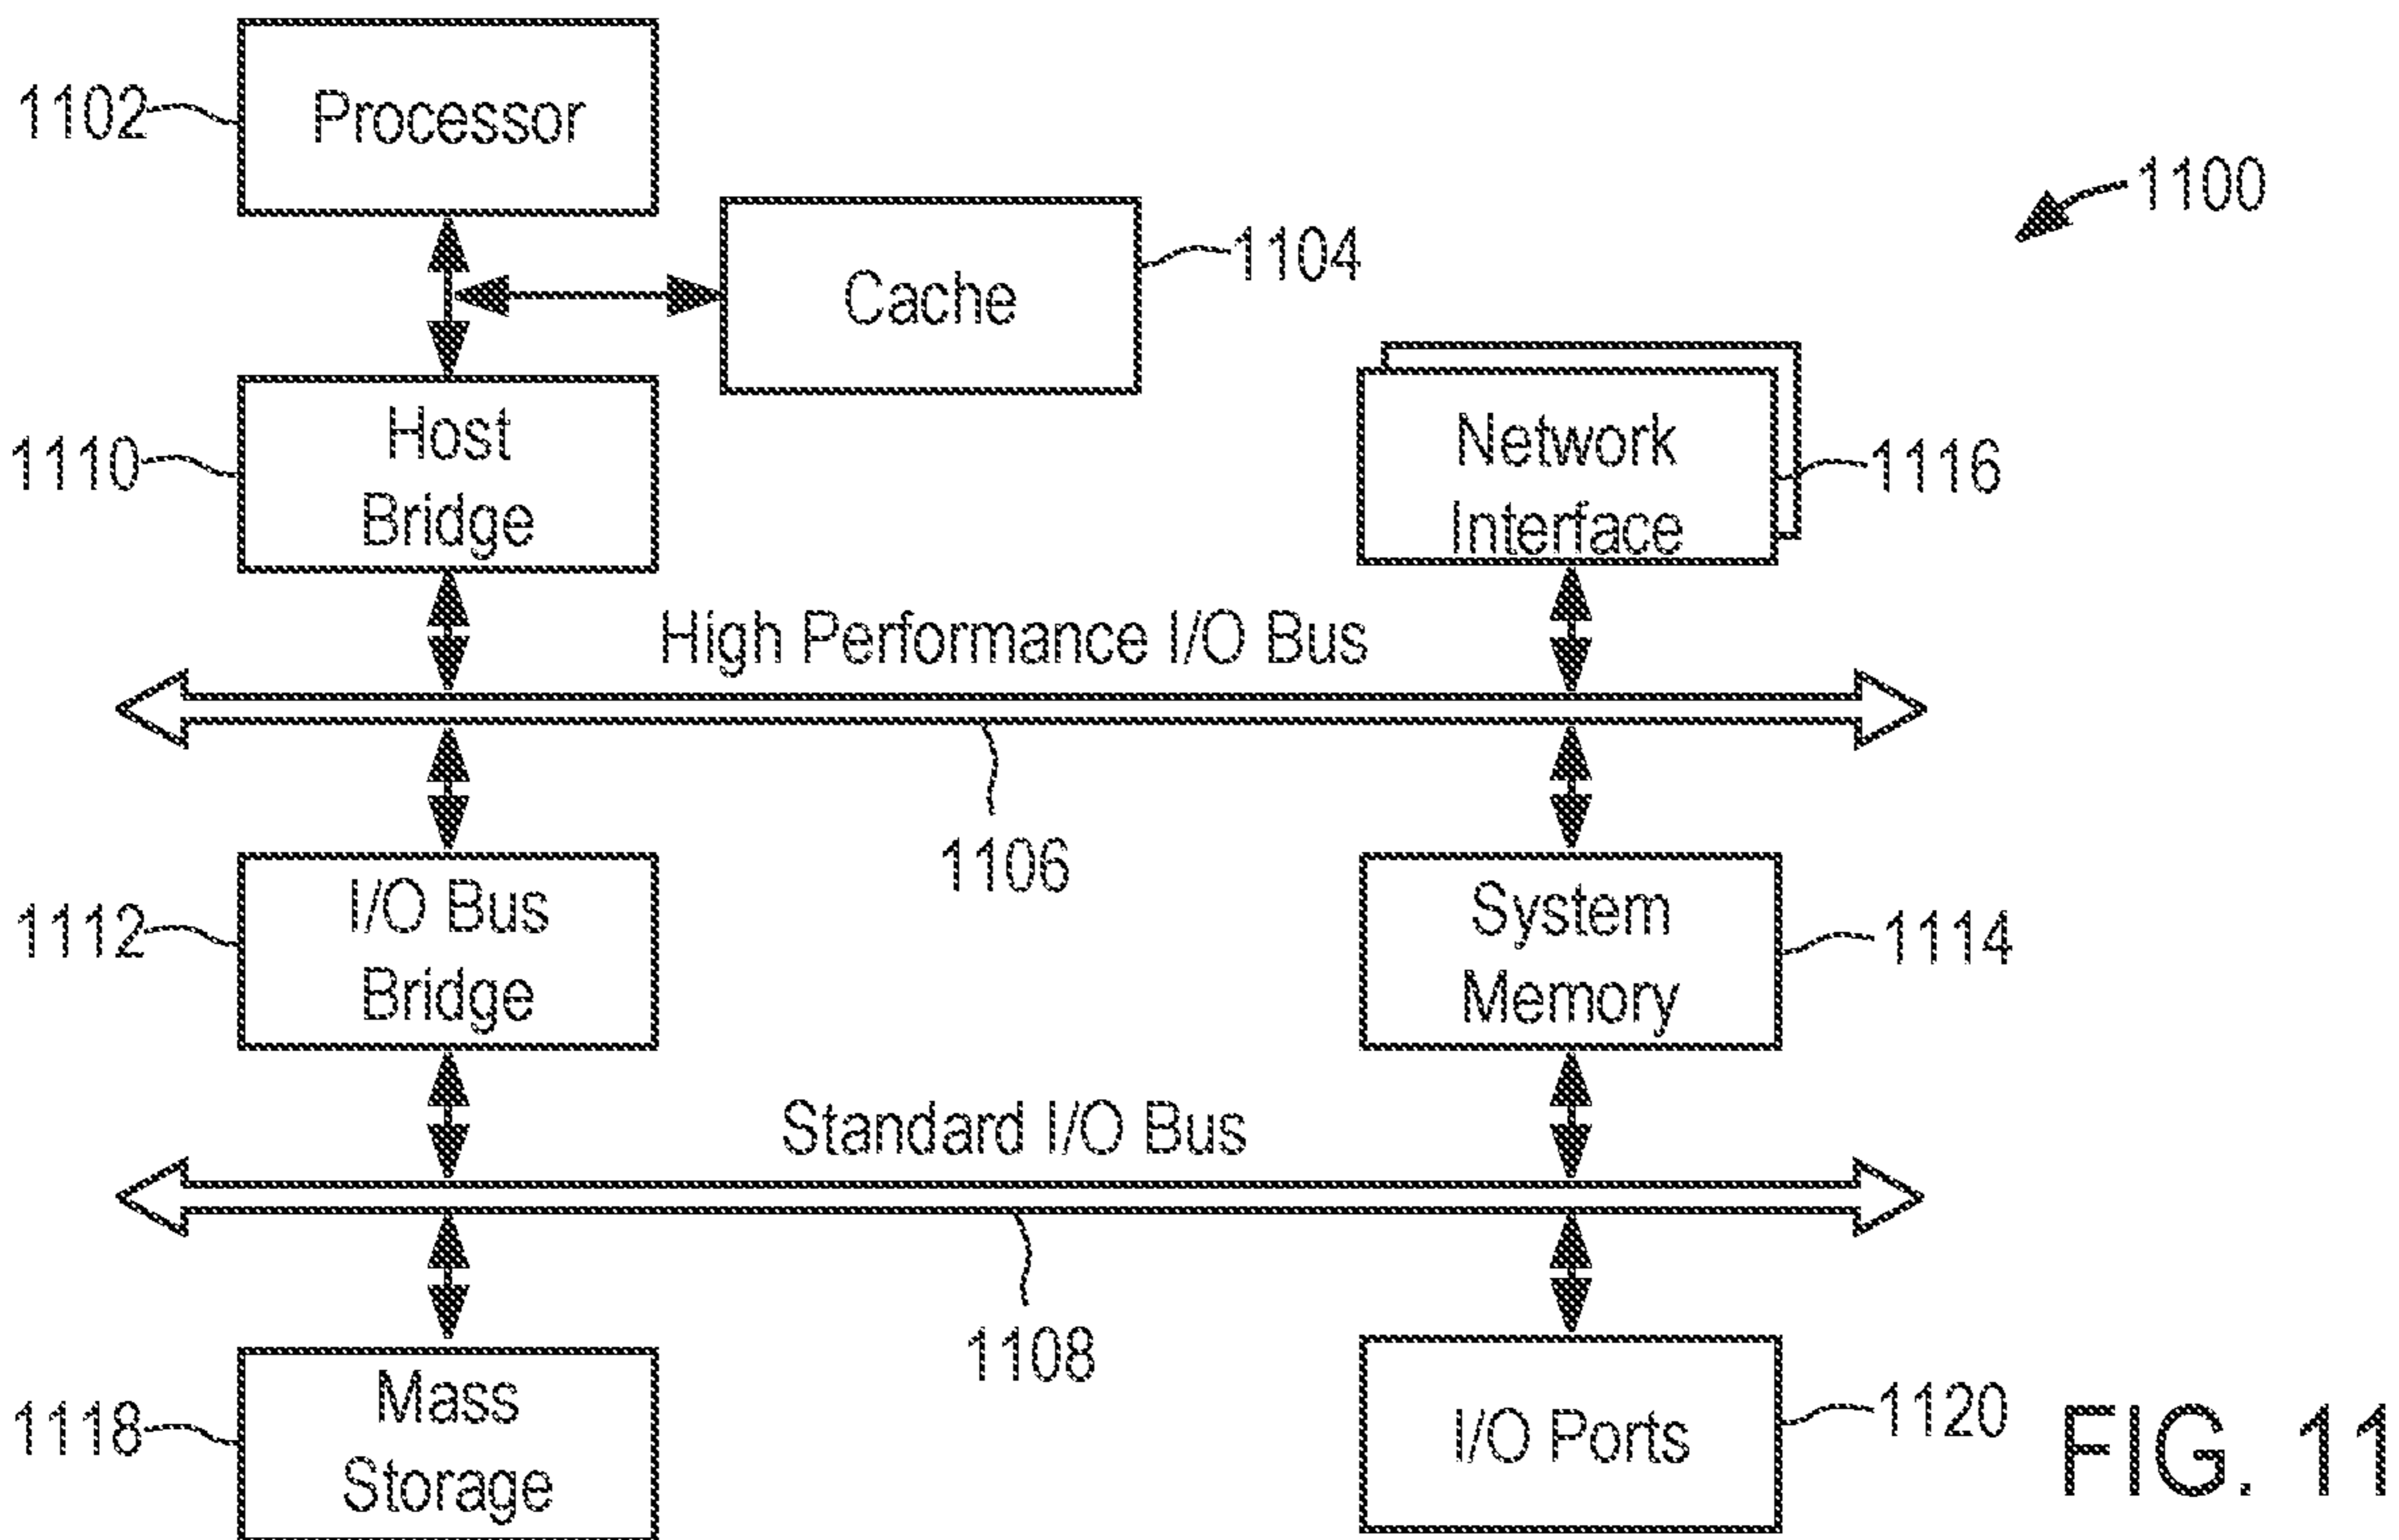 1102
Processor
1100
1104
Cache
1110
Host
Bridge
Network
Interface
1116
High Performance I/O Bus
1106
1112
I/O Bus
Bridge
System
Memory
1114
Standard I/O Bus
1108
1118
Mass
Storage
I/O Ports
1120
FIG. 11